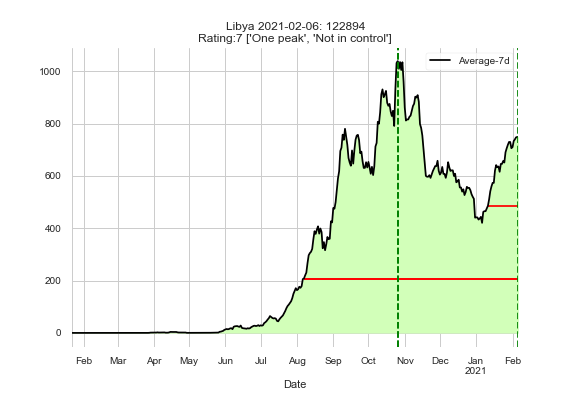 Libya 2021-02-06: 122894
Rating:7 ['One peak', 'Not in control']
Average-7d
1000
800
600
400
200
0
Feb Mar Apr May Jun Jul Aug Sep Oct Nov Dec Jan Feb
2021
Date